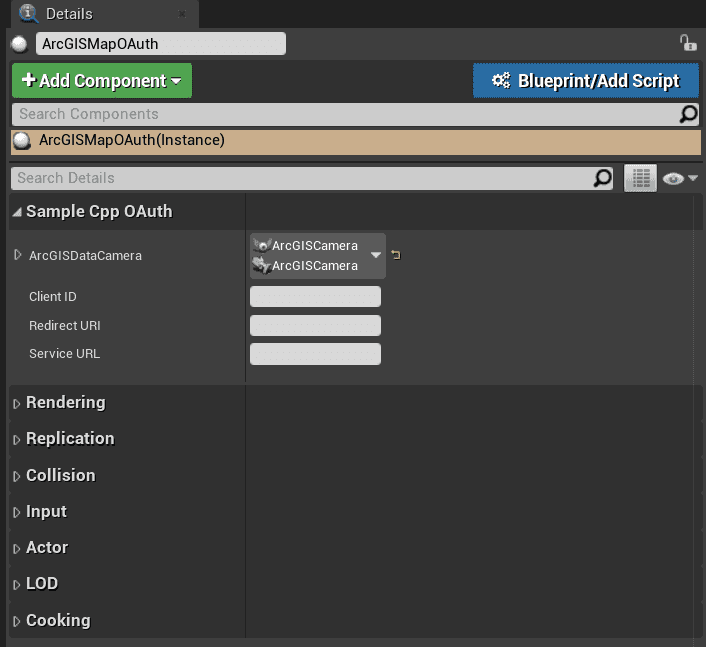 Details
ArcGISMapOAuth
Add Component
Blueprint/Add Script
Search Components
ArcGISMapOAuth(Instance)
Search Details
Sample Cpp OAuth
ArcGISDataCamera
ArcGISCamera
ArcGISCamera
Client ID
Redirect URI
Service URL
Rendering
Replication
Collision
Input
Actor
LOD
Cooking